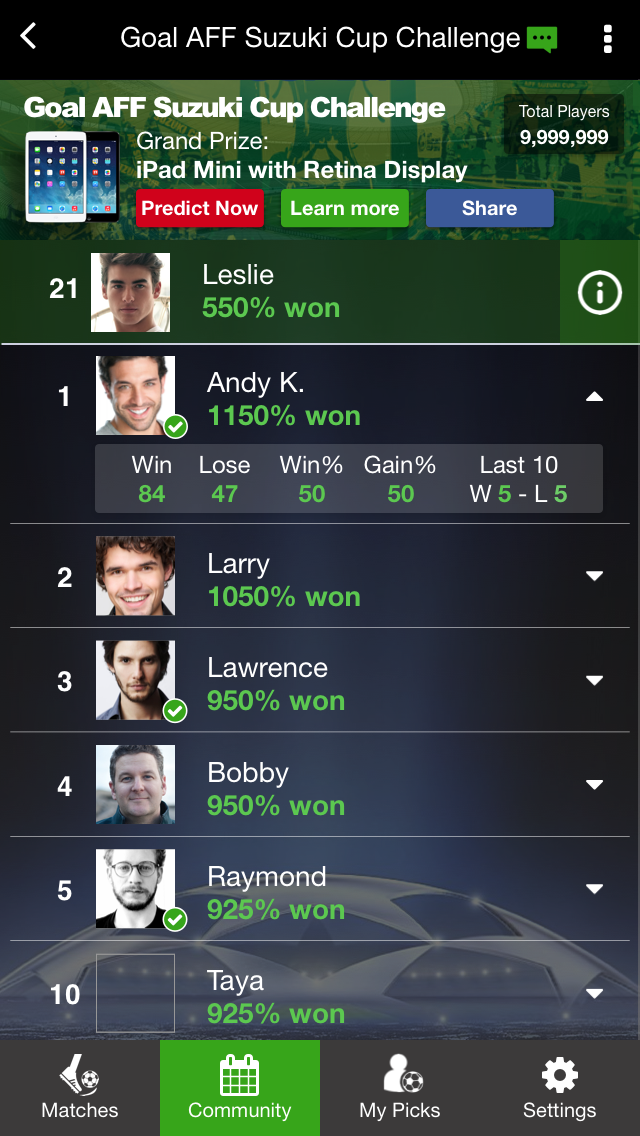 Goal AFF Suzuki Cup Challenge
Goal AFF Suzuki Cup Challenge
Total Players
9,999,999
Grand Prize:
iPad Mini with Retina Display
Predict Now
Learn more
Share
21
Leslie
550% won
1
Andy K.
1150% won
Win Lose Win% Gain% Last 10
84 47 50 50 W 5 - L 5
2
Larry
1050% won
3
Lawrence
950% won
4
Bobby
950% won
5
Raymond
925% won
10
Taya
925% won
Matches Community My Picks Settings